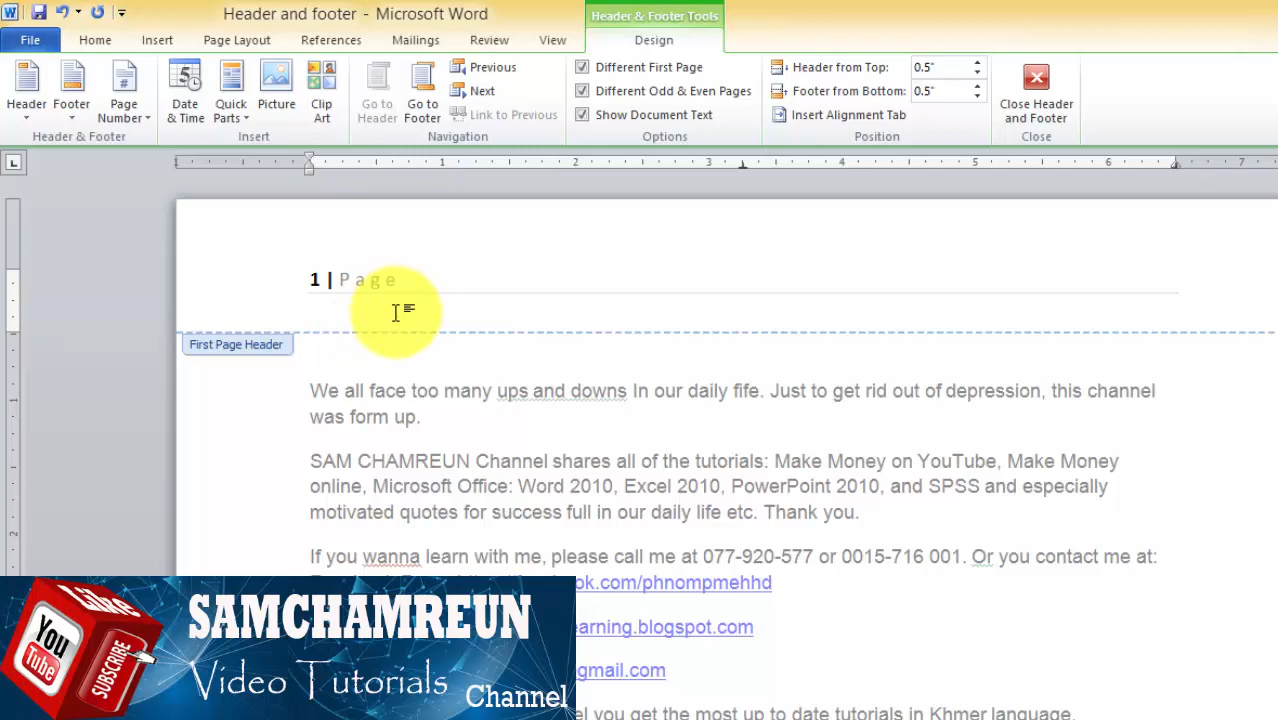 Header and footer - Microsoft Word
Header & Footer Tools
File Home Insert Page Layout References Mailings Review View Design
Header Footer Page Number Date & Time Quick Parts Picture Clip Art Go to Header Go to Footer Previous Next Link to Previous
Different First Page
Different Odd & Even Pages
Show Document Text
Header from Top: 0.5"
Footer from Bottom: 0.5"
Insert Alignment Tab
Close Header and Footer
Header & Footer Insert Navigation Options Position Close
1 2 3 4 5 6 7
1 | P a g e
First Page Header
We all face too many ups and downs In our daily fife. Just to get rid out of depression, this channel
was form up.
SAM CHAMREUN Channel shares all of the tutorials: Make Money on YouTube, Make Money
online, Microsoft Office: Word 2010, Excel 2010, PowerPoint 2010, and SPSS and especially
motivated quotes for success full in our daily life etc. Thank you.
If you wanna learn with me, please call me at 077-920-577 or 0015-716 001. Or you contact me at:
ok.com/phnompmehhd
earning.blogspot.com
gmail.com
el you get the most up to date tutorials in Khmer language.
Like
You Tube
SUBSCRIBE
SAMCHAMREUN
Video Tutorials
Channel
1
2